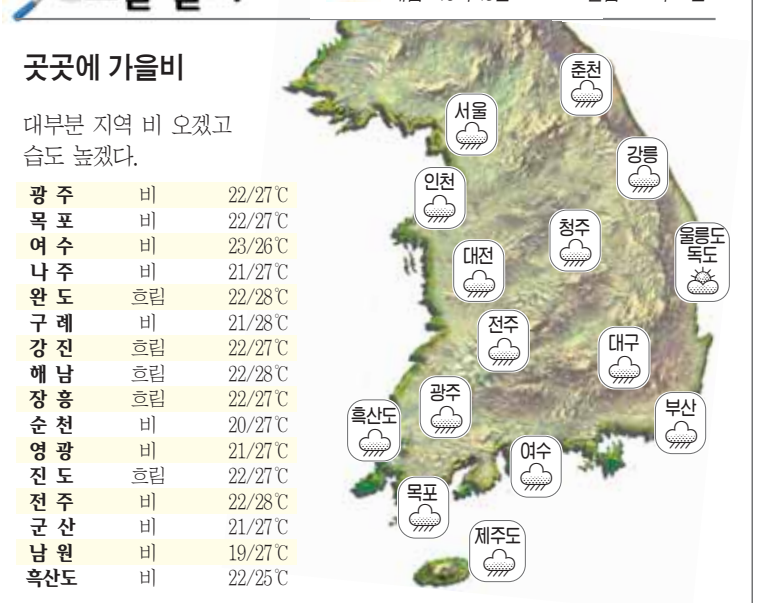 곳곳에 가을비
대부분 지역 비 오겠고
습도 높겠다.
광 주 비 22/27℃
목 포 비 22/27℃
여 수 비 23/26℃
나 주 비 21/27℃
완 도 흐림 22/28℃
구 례 비 21/28℃
강 진 흐림 22/27℃
해 남 흐림 22/28℃
장 흥 흐림 22/27℃
순 천 비 20/27℃
영 광 비 21/27℃
진 도 흐림 22/27℃
전 주 비 22/28℃
군 산 비 21/27℃
남 원 비 19/27℃
흑산도 비 22/25℃
춘천
서울
강릉
인천
청주
울릉도
독도
대전
전주
대구
광주
흑산도
부산
여수
목포
제주도